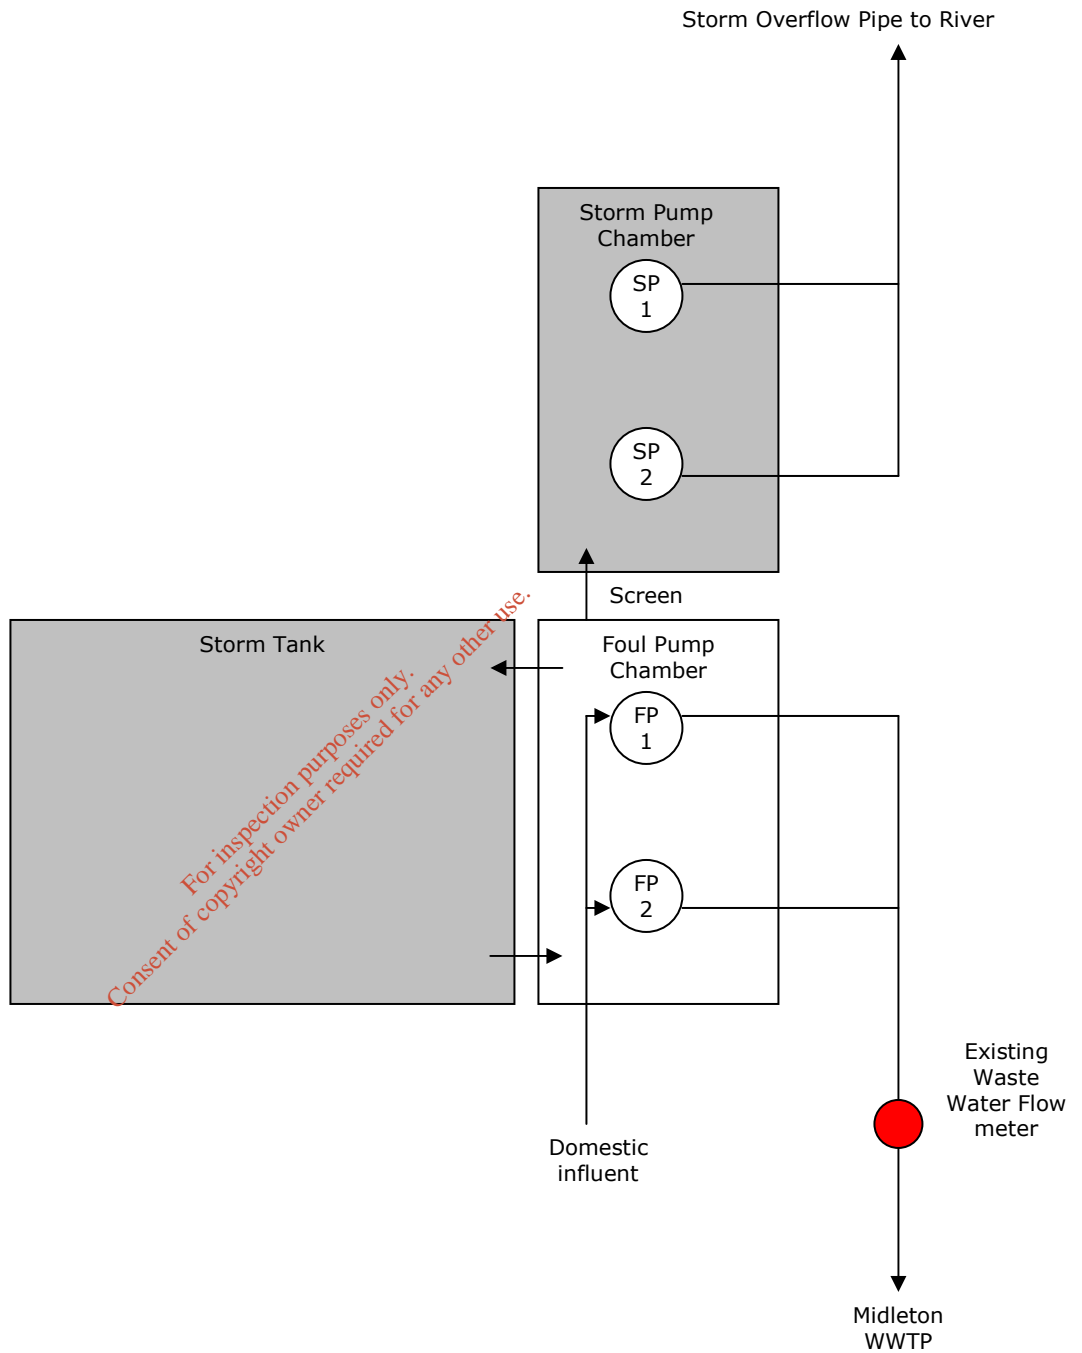 Storm Overflow Pipe to River
Storm Pump
Chamber
SP
1
SP
2
Screen
Storm Tank
Foul Pump
Chamber
FP
1
FP
2
For inspection purposes only.
Consent of copyright owner required for any other use.
Existing
Waste
Water Flow
meter
Domestic
influent
Midleton
WWTP